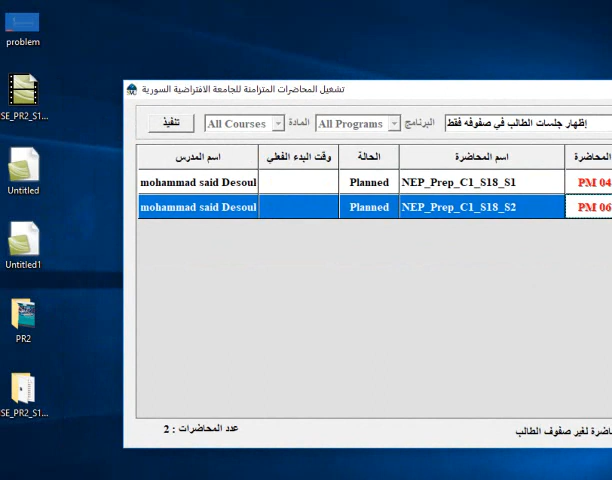 problem
SE_PR2_S1...
Untitled
Untitled1
PR2
SE_PR2_S1...
تشغيل المحاضرات المتزامنة للجامعة الافتراضية السورية
إظهار جلسات الطالب في صفوفه فقط البرنامج All Programs المادة All Courses تنفيذ
المحاضرة اسم المحاضرة الحالة وقت البدء الفعلي اسم المدرس
PM 04 NEP_Prep_C1_S18_S1 Planned mohammad said Desoul
PM 06 NEP_Prep_C1_S18_S2 Planned mohammad said Desoul
عدد المحاضرات : 2
لغير صفوف الطالب